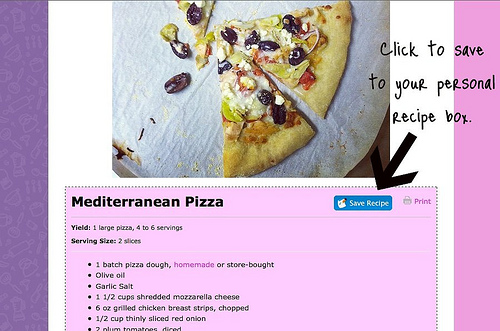 Click to save
to your personal
recipe box.
Mediterranean Pizza
Save Recipe
Print
Yield: 1 large pizza, 4 to 6 servings
Serving Size: 2 slices
1 batch pizza dough, homemade or store-bought
Olive oil
Garlic Salt
1 1/2 cups shredded mozzarella cheese
6 oz grilled chicken breast strips, chopped
1/2 cup thinly sliced red onion
2 plum tomatoes, diced